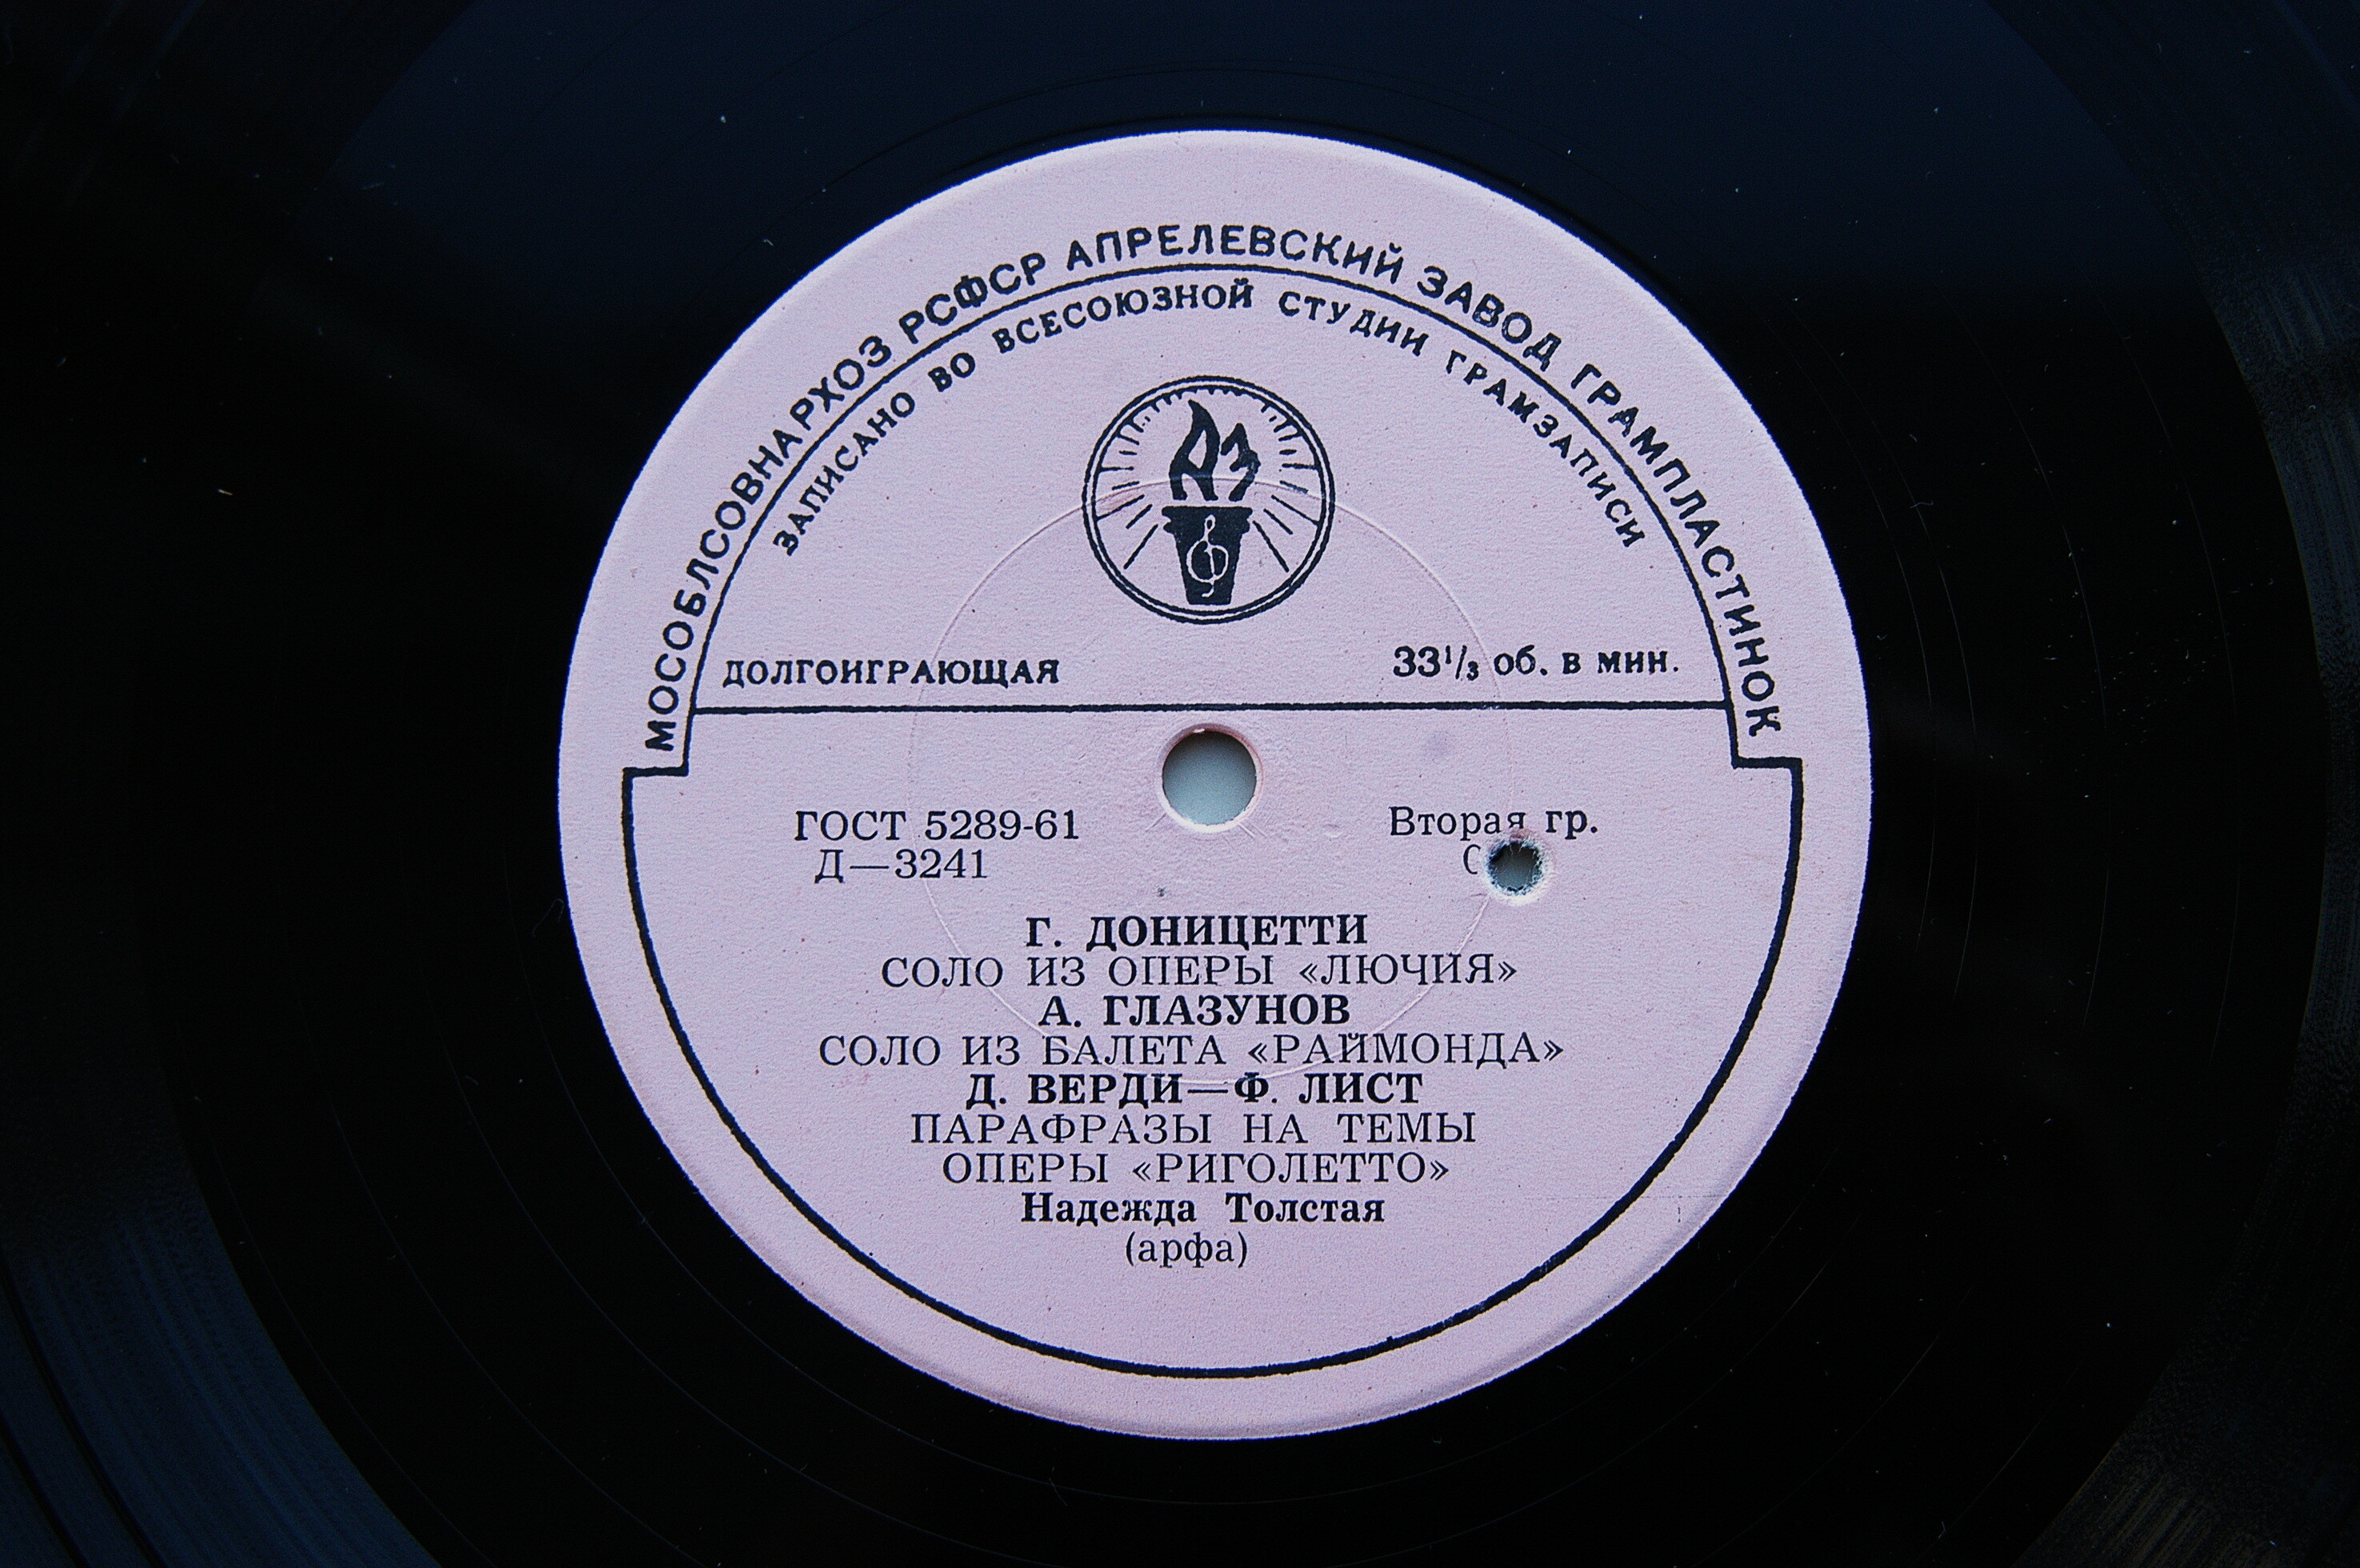 МОСОБЛСОВНАРХОЗ РСФСР АПРЕЛЕВСКИЙ ЗАВОД ГРАМПЛАСТИНОК
ЗАПИСАНО ВО ВСЕСОЮЗНОЙ СТУДИИ ГРАМЗАПИСИ
ДОЛГОИГРАЮЩАЯ 33¹/₃ об. в мин.
ГОСТ 5289-61 Вторая гр.
Д—3241
Г. ДОНИЦЕТТИ
СОЛО ИЗ ОПЕРЫ «ЛЮЧИЯ»
А. ГЛАЗУНОВ
СОЛО ИЗ БАЛЕТА «РАЙМОНДА»
Д. ВЕРДИ—Ф. ЛИСТ
ПАРАФРАЗЫ НА ТЕМЫ
ОПЕРЫ «РИГОЛЕТТО»
Надежда Толстая
(арфа)